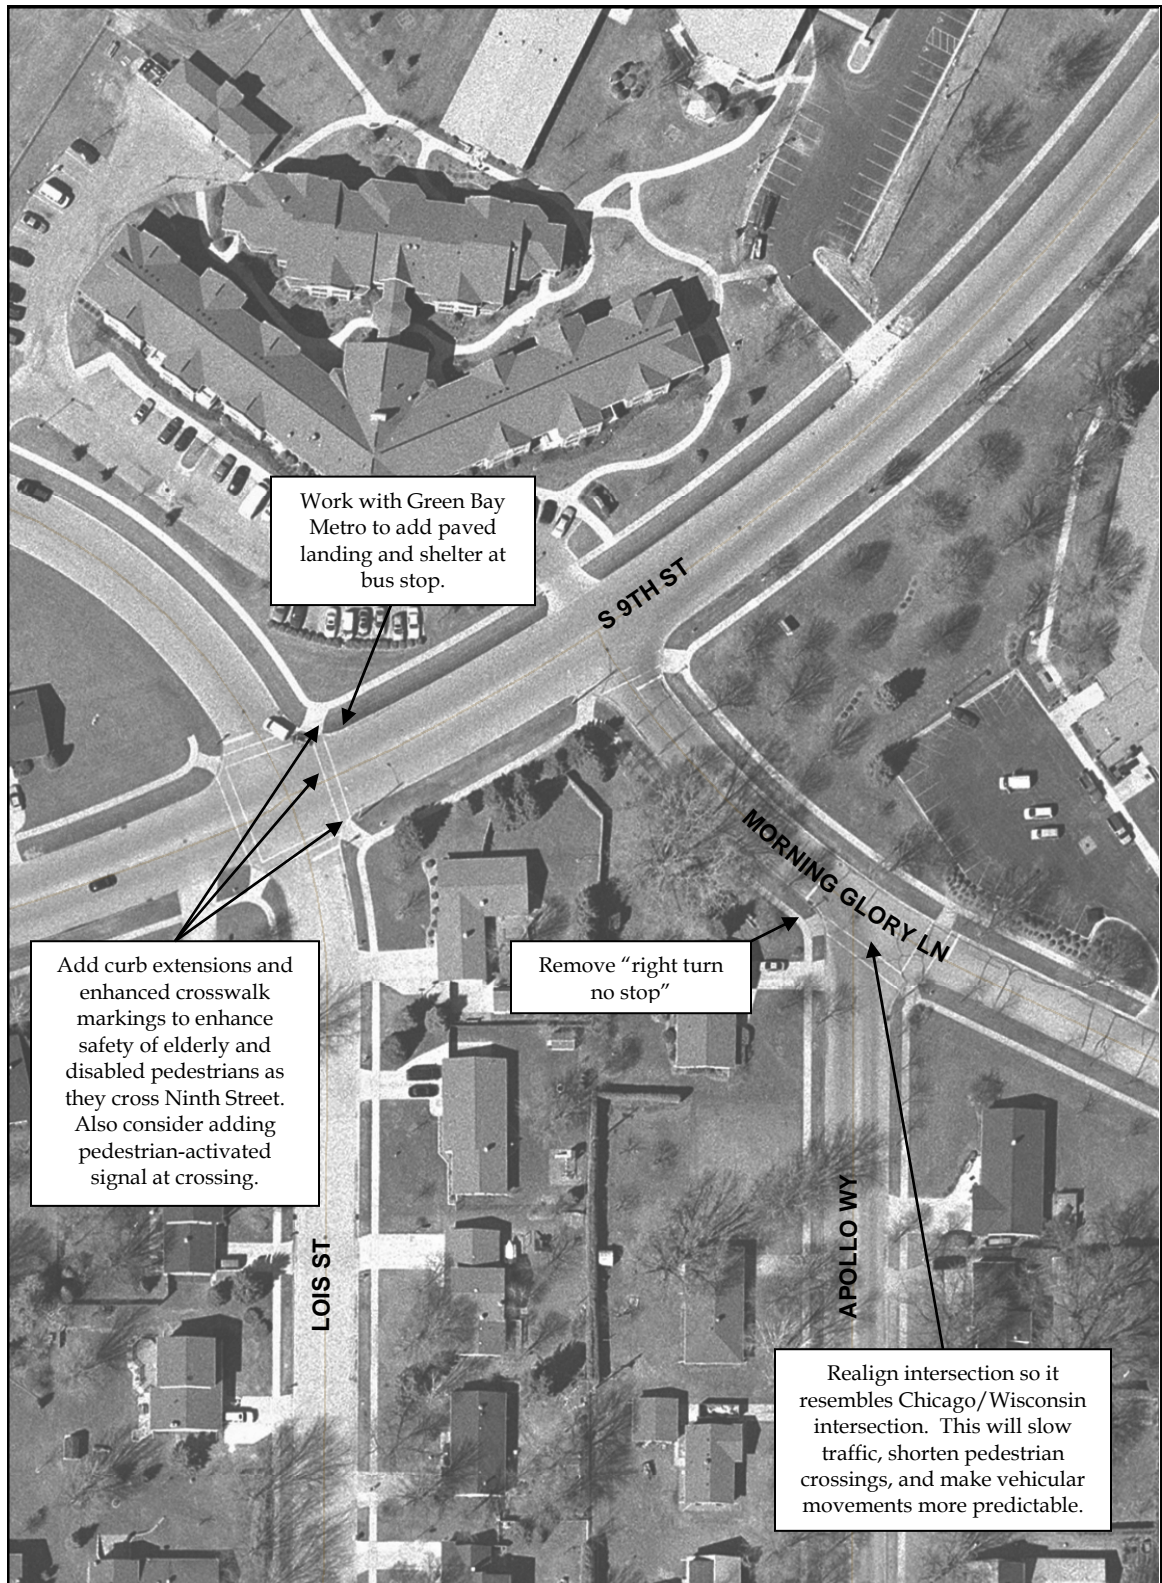 Work with Green Bay
Metro to add paved
landing and shelter at
bus stop.
S 9TH ST
MORNING GLORY LN
Add curb extensions and
enhanced crosswalk
markings to enhance
safety of elderly and
disabled pedestrians as
they cross Ninth Street.
Also consider adding
pedestrian-activated
signal at crossing.
Remove “right turn
no stop”
LOIS ST
APOLLO WY
Realign intersection so it
resembles Chicago/Wisconsin
intersection. This will slow
traffic, shorten pedestrian
crossings, and make vehicular
movements more predictable.